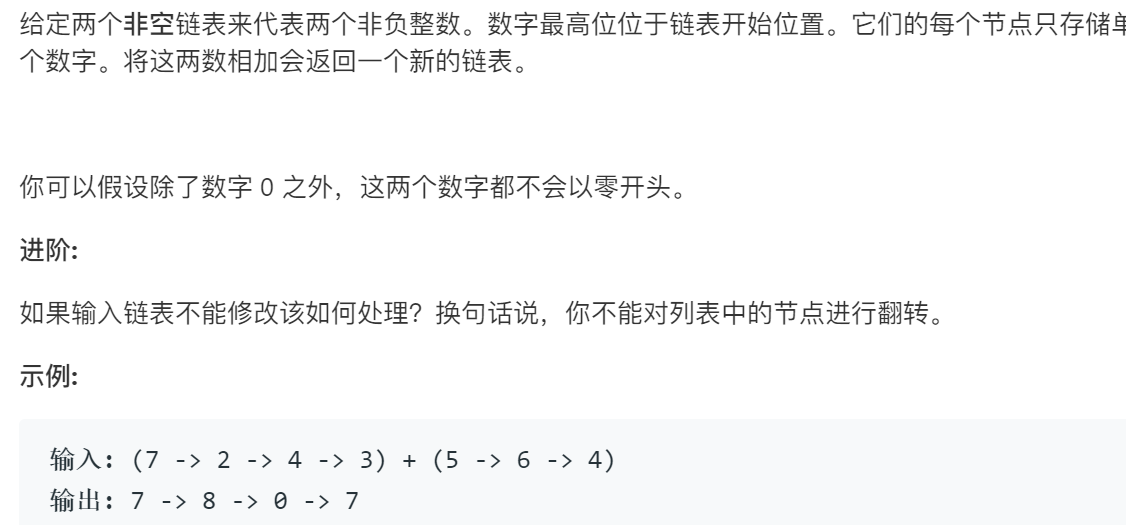 给定两个非空链表来代表两个非负整数。数字最高位位于链表开始位置。它们的每个节点只存储单
个数字。将这两数相加会返回一个新的链表。
你可以假设除了数字 0 之外，这两个数字都不会以零开头。
进阶:
如果输入链表不能修改该如何处理？换句话说，你不能对列表中的节点进行翻转。
示例:
输入: (7 -> 2 -> 4 -> 3) + (5 -> 6 -> 4)
输出: 7 -> 8 -> 0 -> 7